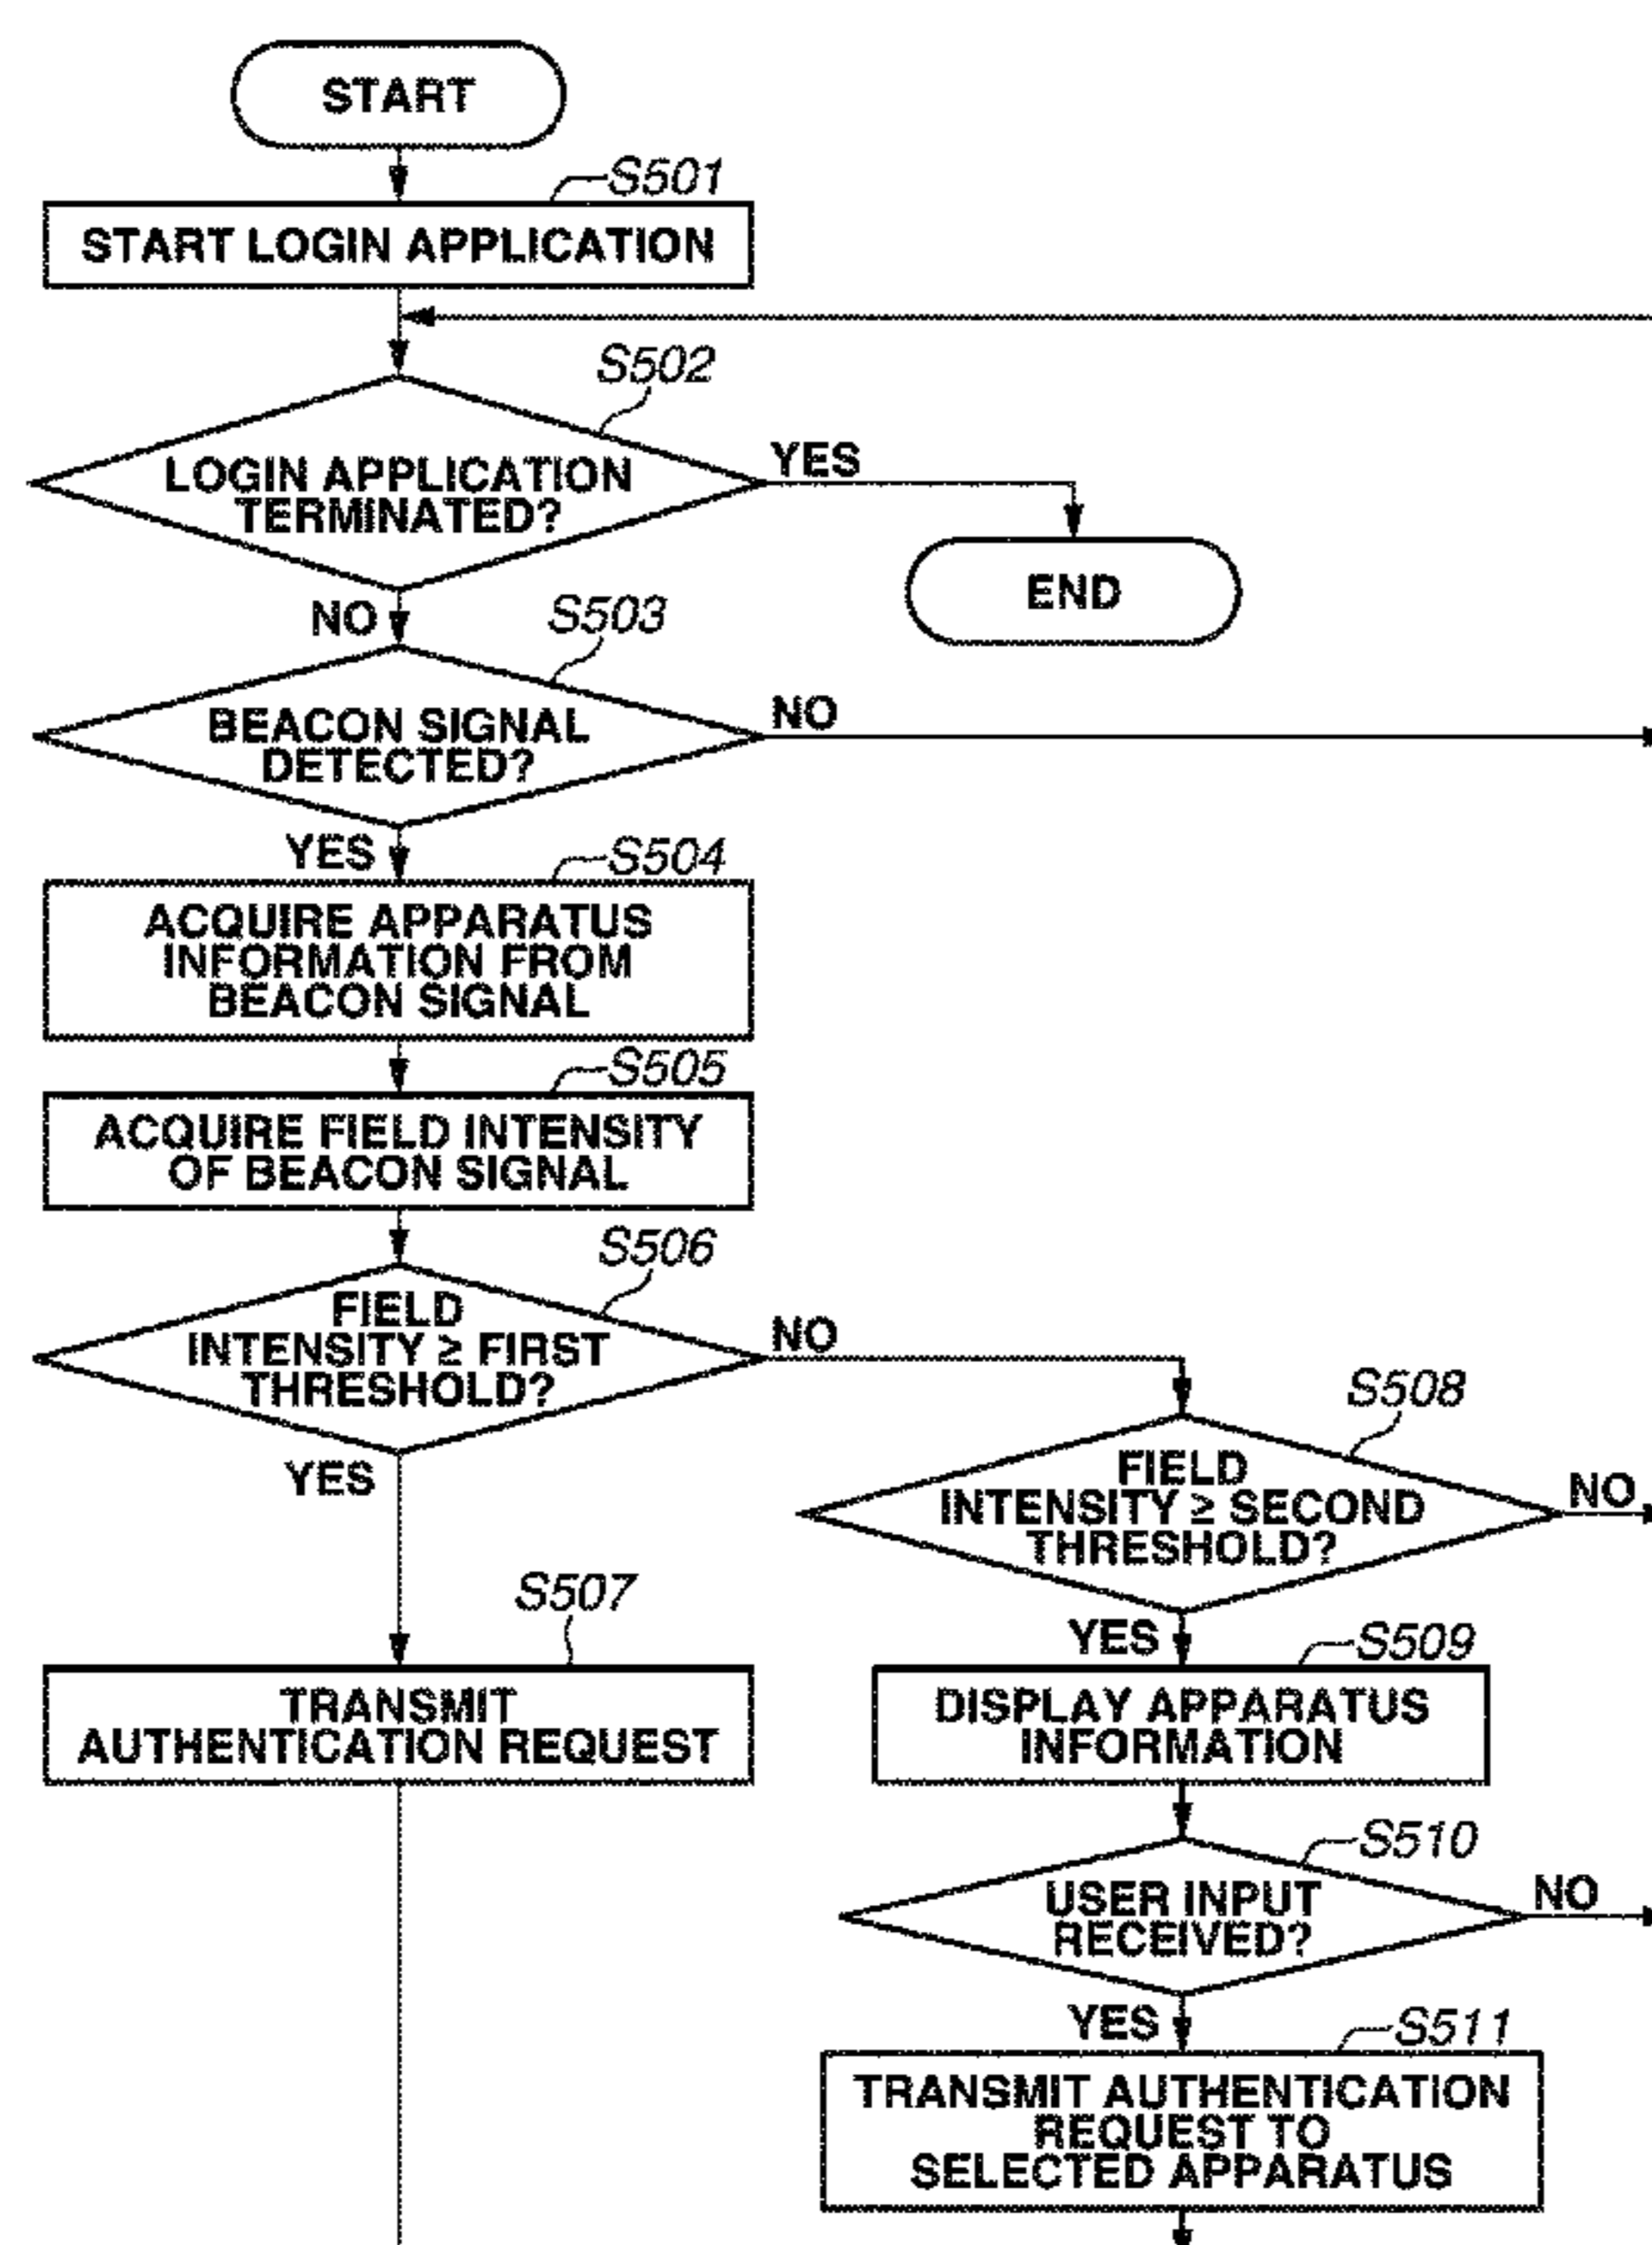 START
S501
START LOGIN APPLICATION
S502
LOGIN APPLICATION
TERMINATED?
YES
END
NO
S503
BEACON SIGNAL
DETECTED?
NO
YES
S504
ACQUIRE APPARATUS
INFORMATION FROM
BEACON SIGNAL
S505
ACQUIRE FIELD INTENSITY
OF BEACON SIGNAL
S506
FIELD
INTENSITY ≥ FIRST
THRESHOLD?
NO
YES
S507
TRANSMIT
AUTHENTICATION REQUEST
S508
FIELD
INTENSITY ≥ SECOND
THRESHOLD?
NO
YES
S509
DISPLAY APPARATUS
INFORMATION
S510
USER INPUT
RECEIVED?
NO
YES
S511
TRANSMIT AUTHENTICATION
REQUEST TO
SELECTED APPARATUS